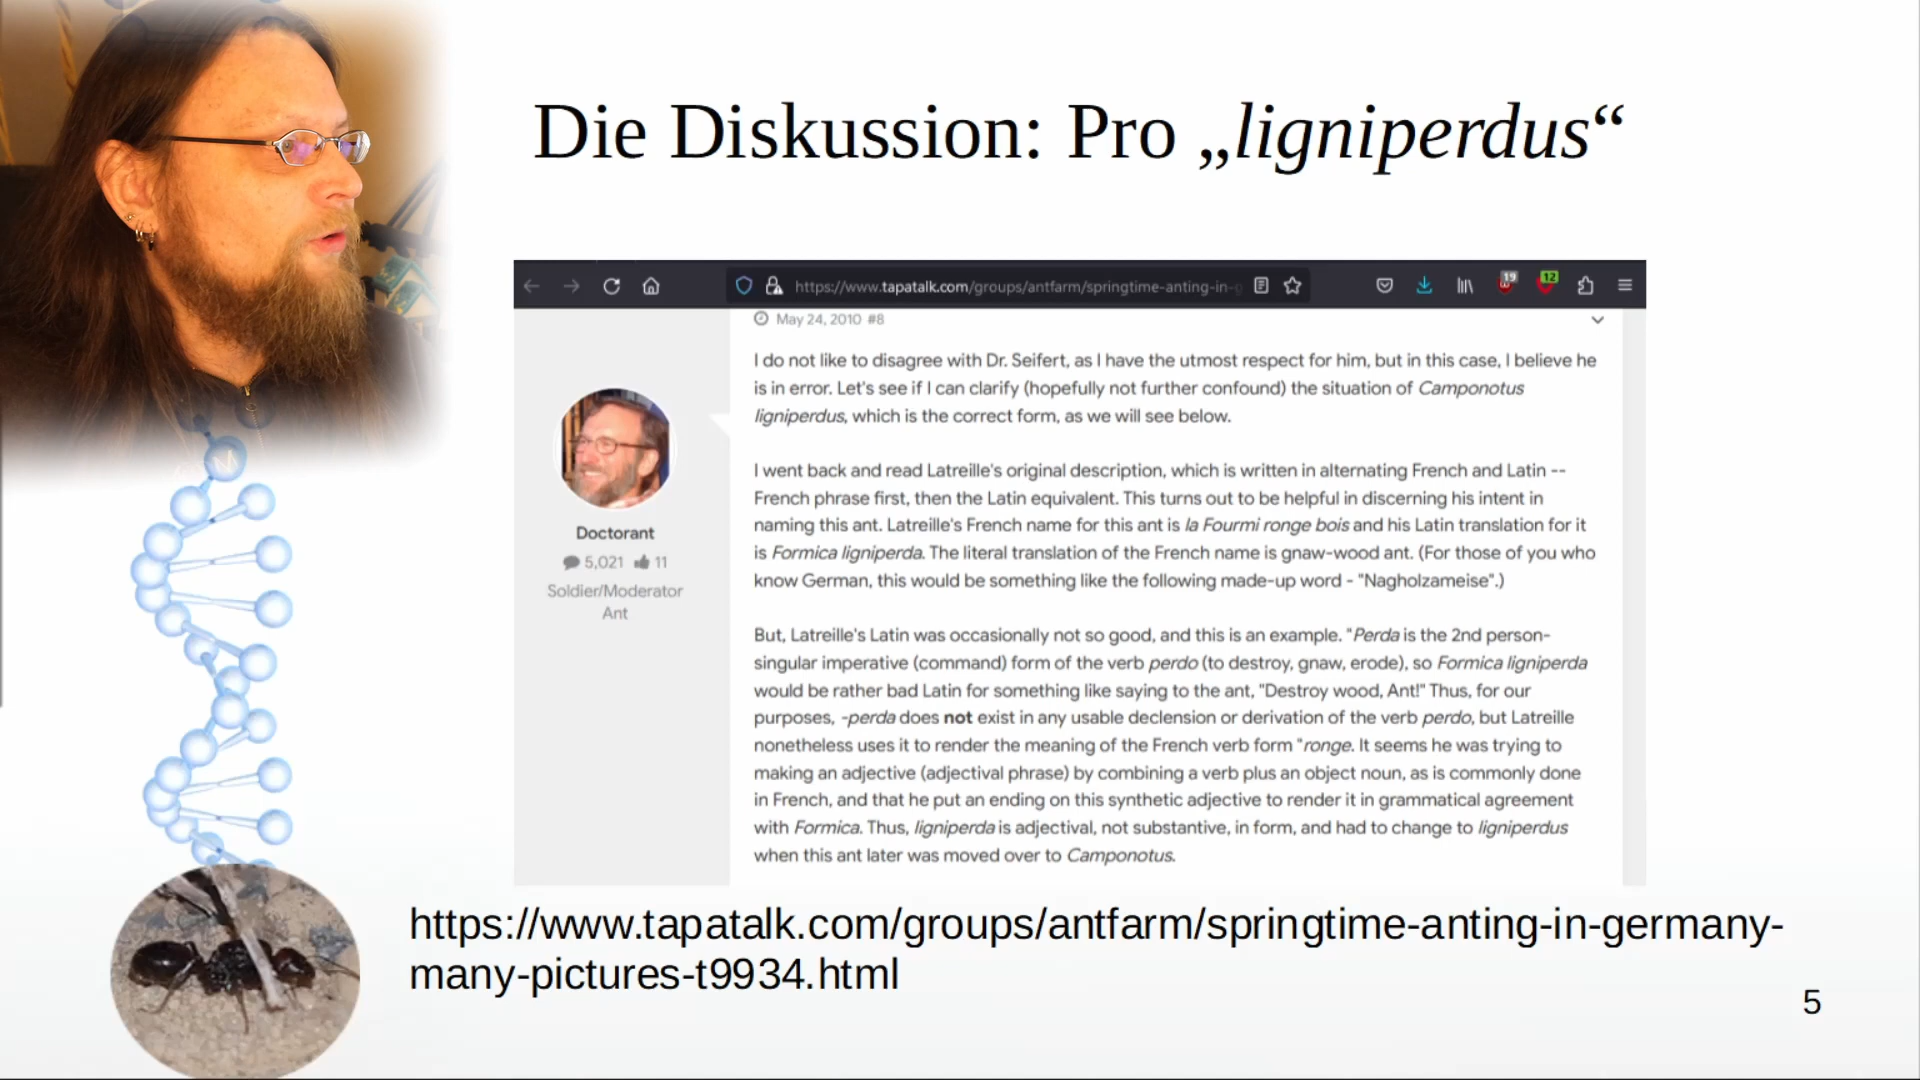 Die Diskussion: Pro „ligniperdus“
https://www.tapatalk.com/groups/antfarm/springtime-anting-in-
19
12
May 24, 2010 #8
I do not like to disagree with Dr. Seifert, as I have the utmost respect for him, but in this case, I believe he
is in error. Let's see if I can clarify (hopefully not further confound) the situation of Camponotus
ligniperdus, which is the correct form, as we will see below.
I went back and read Latreille's original description, which is written in alternating French and Latin --
French phrase first, then the Latin equivalent. This turns out to be helpful in discerning his intent in
naming this ant. Latreille's French name for this ant is la Fourmi ronge bois and his Latin translation for it
is Formica ligniperda. The literal translation of the French name is gnaw-wood ant. (For those of you who
know German, this would be something like the following made-up word - "Nagholzameise".)
But, Latreille's Latin was occasionally not so good, and this is an example. "Perda is the 2nd person-
singular imperative (command) form of the verb perdo (to destroy, gnaw, erode), so Formica ligniperda
would be rather bad Latin for something like saying to the ant, "Destroy wood, Ant!" Thus, for our
purposes, -perda does not exist in any usable declension or derivation of the verb perdo, but Latreille
nonetheless uses it to render the meaning of the French verb form "ronge. It seems he was trying to
making an adjective (adjectival phrase) by combining a verb plus an object noun, as is commonly done
in French, and that he put an ending on this synthetic adjective to render it in grammatical agreement
with Formica. Thus, ligniperda is adjectival, not substantive, in form, and had to change to ligniperdus
when this ant later was moved over to Camponotus.
Doctorant
5,021 11
Soldier/Moderator
Ant
https://www.tapatalk.com/groups/antfarm/springtime-anting-in-germany-
many-pictures-t9934.html
5